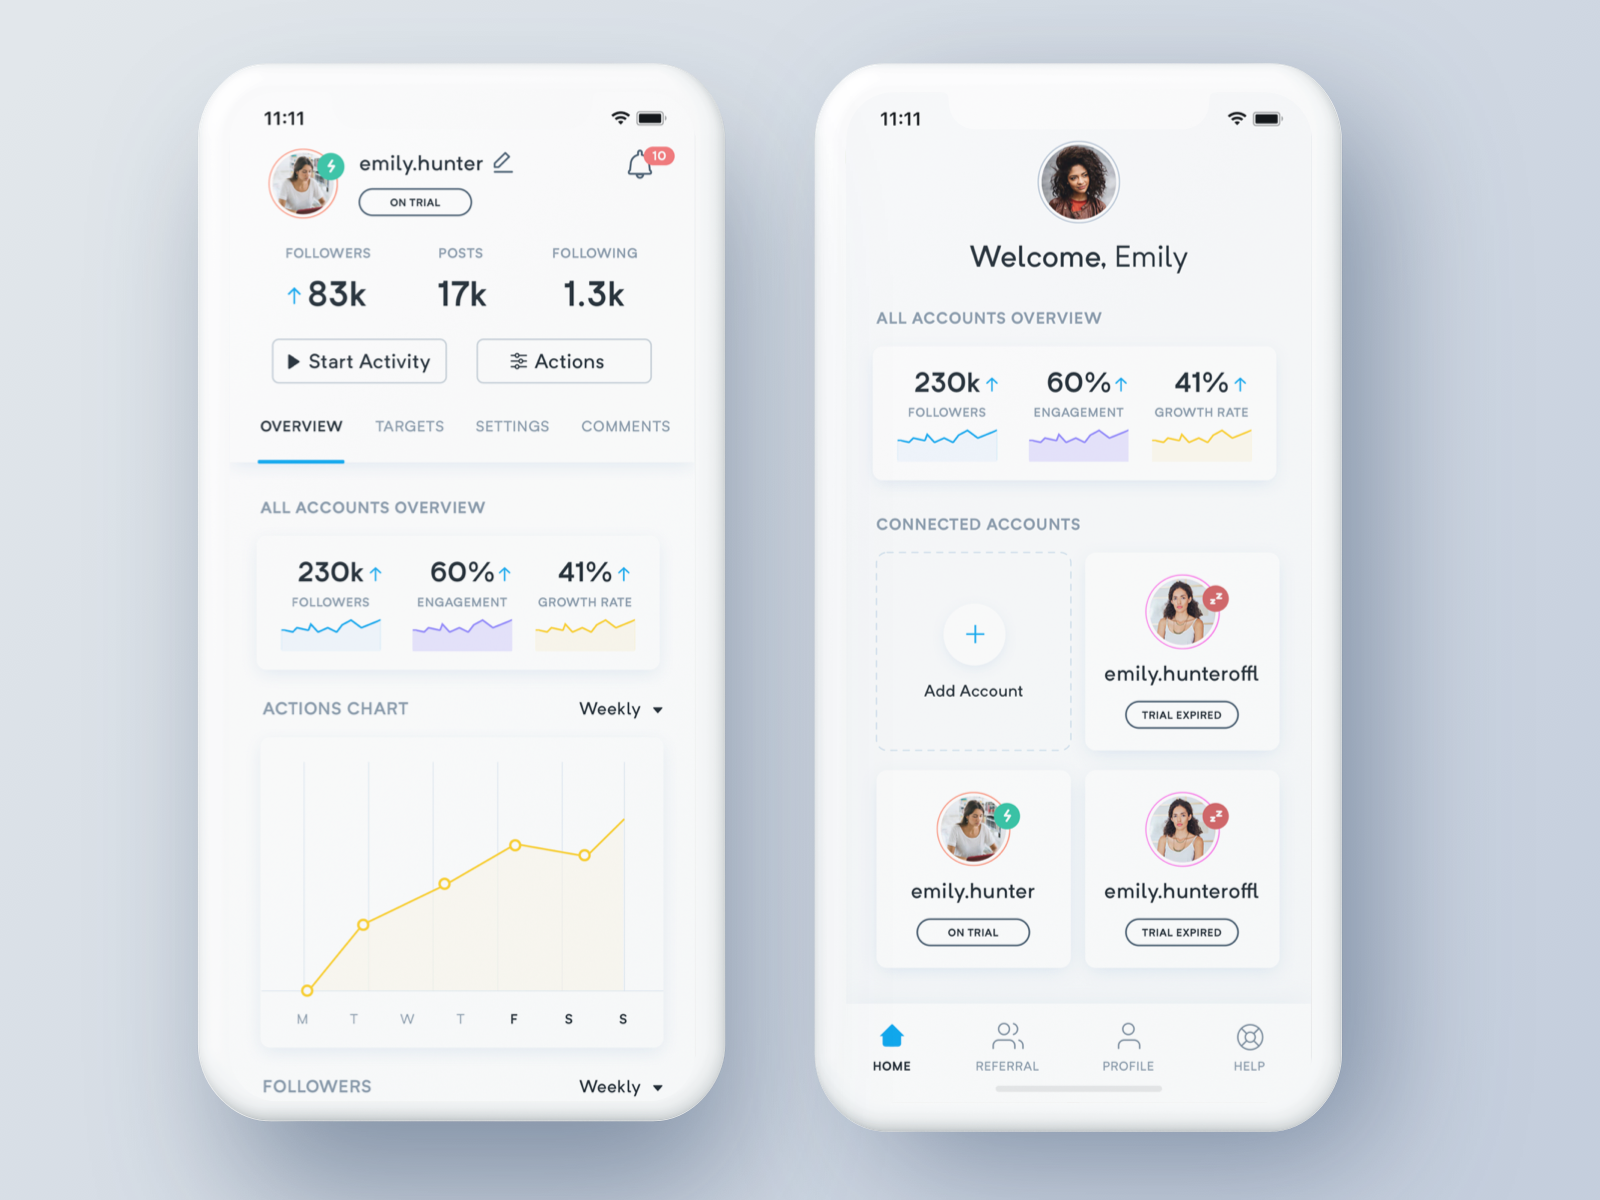 11:11
emily.hunter
10
ON TRIAL
FOLLOWERS POSTS FOLLOWING
83k 17k 1.3k
Start Activity Actions
OVERVIEW TARGETS SETTINGS COMMENTS
ALL ACCOUNTS OVERVIEW
230k 60% 41%
FOLLOWERS ENGAGEMENT GROWTH RATE
ACTIONS CHART Weekly
M T W T F S S
FOLLOWERS Weekly
11:11
Welcome, Emily
ALL ACCOUNTS OVERVIEW
230k 60% 41%
FOLLOWERS ENGAGEMENT GROWTH RATE
CONNECTED ACCOUNTS
Add Account
zz
emily.hunteroffl
TRIAL EXPIRED
emily.hunter
ON TRIAL
zz
emily.hunteroffl
TRIAL EXPIRED
HOME REFERRAL PROFILE HELP